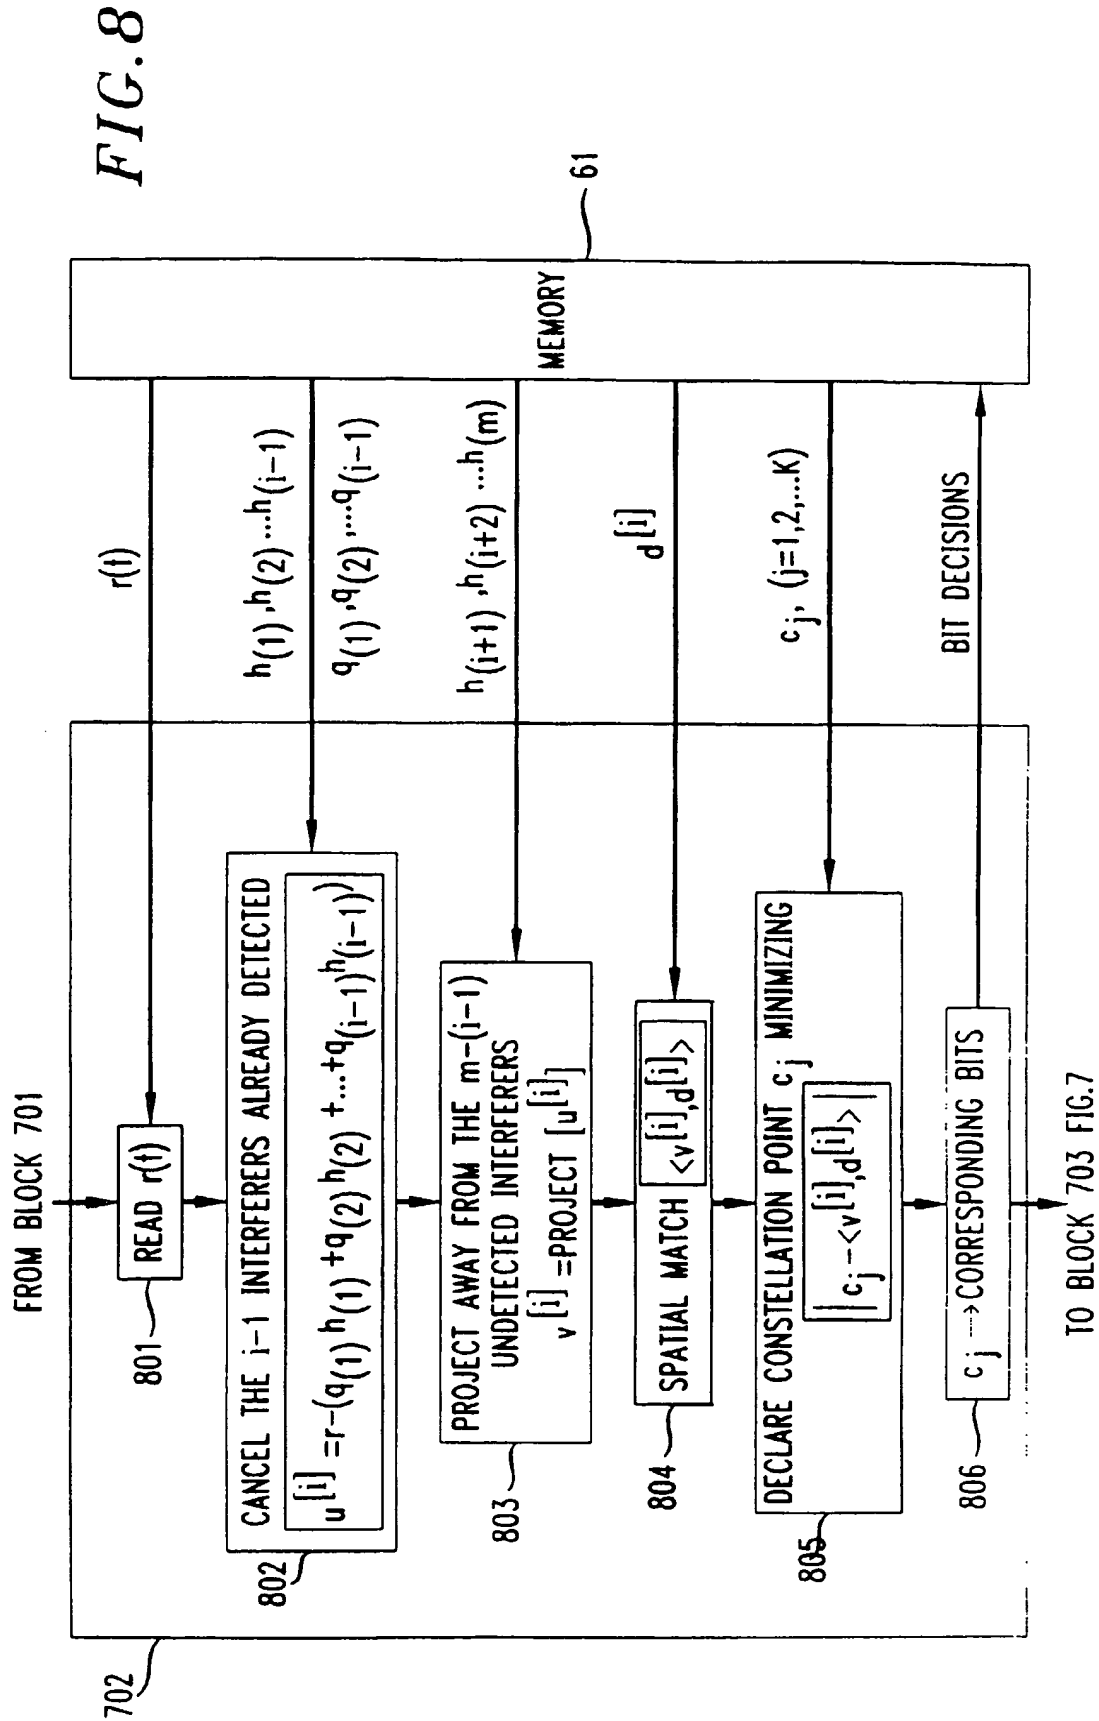 FIG. 8
FROM BLOCK 701
702
801
READ r(t)
r(t)
CANCEL THE i-1 INTERFERERS ALREADY DETECTED
u[i] =r-(q(1)h(1)+q(2)h(2)+...+q(i-1)h(i-1))
802
h(1),h(2)...h(i-1)
q(1),q(2),...q(i-1)
PROJECT AWAY FROM THE m-(i-1)
UNDETECTED INTERFERERS
v[i]=PROJECT [u[i]]
803
h(i+1),h(i+2)...h(m)
SPATIAL MATCH <v[i],d[i]>
804
d[i]
DECLARE CONSTELLATION POINT cj MINIMIZING
|cj-<v[i],d[i]>|
805
cj, (j=1,2,...K)
cj ---→CORRESPONDING BITS
806
BIT DECISIONS
MEMORY
61
TO BLOCK 703 FIG.7